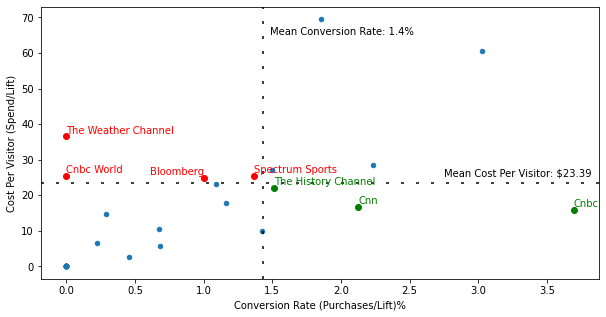 70
60
50
40
30
20
10
0
Cost Per Visitor (Spend/Lift)
Mean Conversion Rate: 1.4%
The Weather Channel
Cnbc World
Bloomberg
Spectrum Sports
The History Channel
Mean Cost Per Visitor: $23.39
Cnn
Cnbc
0.0 0.5 1.0 1.5 2.0 2.5 3.0 3.5
Conversion Rate (Purchases/Lift)%